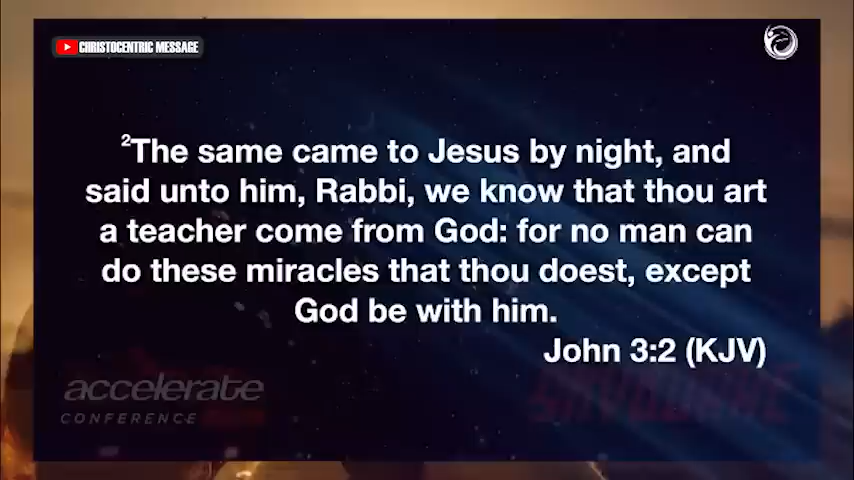 CHRISTOCENTRIC MESSAGE
²The same came to Jesus by night, and
said unto him, Rabbi, we know that thou art
a teacher come from God: for no man can
do these miracles that thou doest, except
God be with him.
John 3:2 (KJV)
accelerate
CONFERENCE